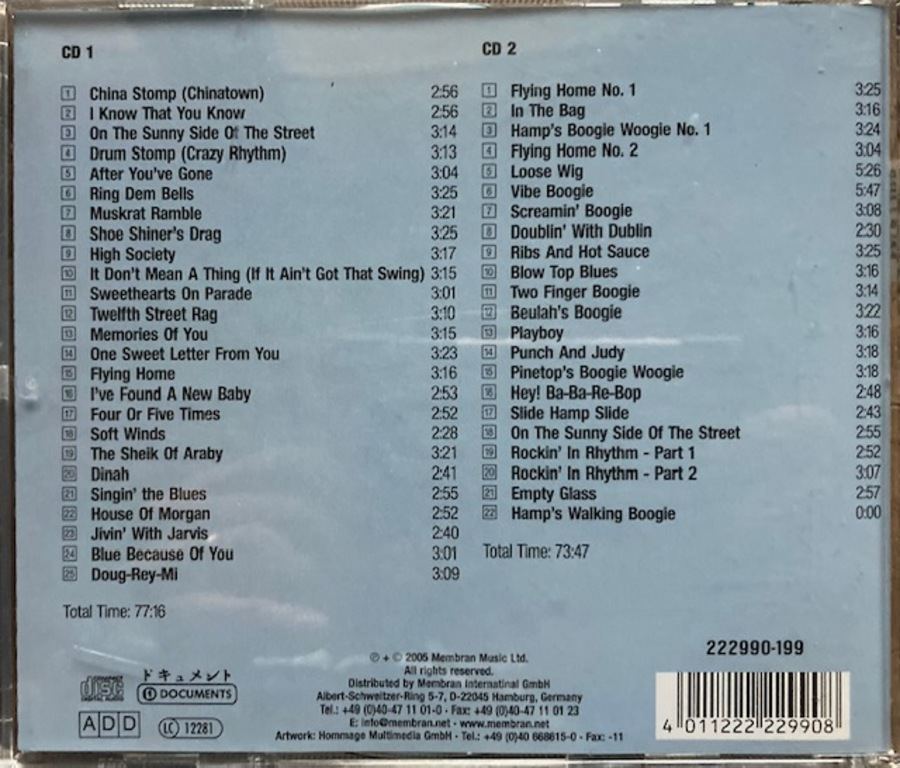 CD 1
1 China Stomp (Chinatown) 2:56
2 I Know That You Know 2:56
3 On The Sunny Side Of The Street 3:14
4 Drum Stomp (Crazy Rhythm) 3:13
5 After You've Gone 3:04
6 Ring Dem Bells 3:25
7 Muskrat Ramble 3:21
8 Shoe Shiner's Drag 3:25
9 High Society 3:17
10 It Don't Mean A Thing (If It Ain't Got That Swing) 3:15
11 Sweethearts On Parade 3:01
12 Twelfth Street Rag 3:10
13 Memories Of You 3:15
14 One Sweet Letter From You 3:23
15 Flying Home 3:16
16 I've Found A New Baby 2:53
17 Four Or Five Times 2:52
18 Soft Winds 2:28
19 The Sheik Of Araby 3:21
20 Dinah 2:41
21 Singin' the Blues 2:55
22 House Of Morgan 2:52
23 Jivin' With Jarvis 2:40
24 Blue Because Of You 3:01
25 Doug-Rey-Mi 3:09
Total Time: 77:16
CD 2
1 Flying Home No. 1 3:25
2 In The Bag 3:16
3 Hamp's Boogie Woogie No. 1 3:24
4 Flying Home No. 2 3:04
5 Loose Wig 5:26
6 Vibe Boogie 5:47
7 Screamin' Boogie 3:08
8 Doublin' With Dublin 2:30
9 Ribs And Hot Sauce 3:25
10 Blow Top Blues 3:16
11 Two Finger Boogie 3:14
12 Beulah's Boogie 3:22
13 Playboy 3:16
14 Punch And Judy 3:18
15 Pinetop's Boogie Woogie 3:18
16 Hey! Ba-Ba-Re-Bop 2:48
17 Slide Hamp Slide 2:43
18 On The Sunny Side Of The Street 2:55
19 Rockin' In Rhythm - Part 1 2:52
20 Rockin' In Rhythm - Part 2 3:07
21 Empty Glass 2:57
22 Hamp's Walking Boogie 0:00
Total Time: 73:47
disc
ドキュメント
DOCUMENTS
ADD
LC 12281
℗ + © 2005 Membran Music Ltd.
All rights reserved.
Distributed by Membran Internatinal GmbH
Albert-Schweitzer-Ring 5-7, D-22045 Hamburg, Germany
Tel.: +49 (0)40-47 11 01-0 · Fax: +49 (0)40-47 11 01 23
E: info@membran.net · www.membran.net
Artwork: Hommage Multimedia GmbH · Tel.: +49 (0)40 668615-0 · Fax: -11
222990-199
4 011222 229908